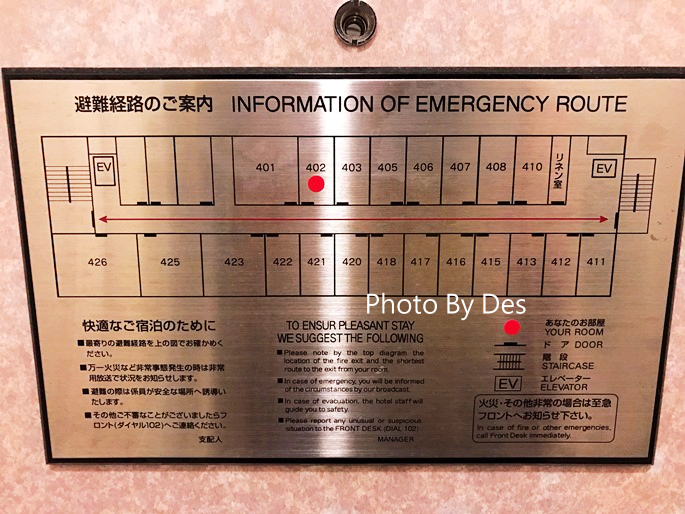 避難経路のご案内 INFORMATION OF EMERGENCY ROUTE
EV
401
402
403
405
406
407
408
410
リネン室
EV
426
425
423
422
421
420
418
417
416
415
413
412
411
Photo By Des
快適なご宿泊のために
■最寄りの避難経路を上の図でお確かめく
ださい。
■万一火災など非常事態発生の時は非常
用放送で状況をお知らせします。
■避難の際は係員が安全な場所へ誘導い
たします。
■その他ご不審なことがございましたらフ
ロント(ダイヤル102)へご連絡ください。
支配人
TO ENSUR PLEASANT STAY
WE SUGGEST THE FOLLOWING
■Please note by the top diagram the
location of the fire exit and the shortest
route to the exit from your room.
■In case of emergency, you will be informed
of the circumstances by our broadcast.
■In case of evacuation, the hotel staff will
guide you to safety.
■Please report any unusual or suspicious
situation to the FRONT DESK (DIAL 102)
MANAGER
あなたのお部屋
YOUR ROOM
ドア DOOR
階段
STAIRCASE
EV エレベーター
ELEVATOR
火災・その他非常の場合は至急
フロントへお知らせ下さい。
In case of fire or other emergencies,
call Front Desk immediately.